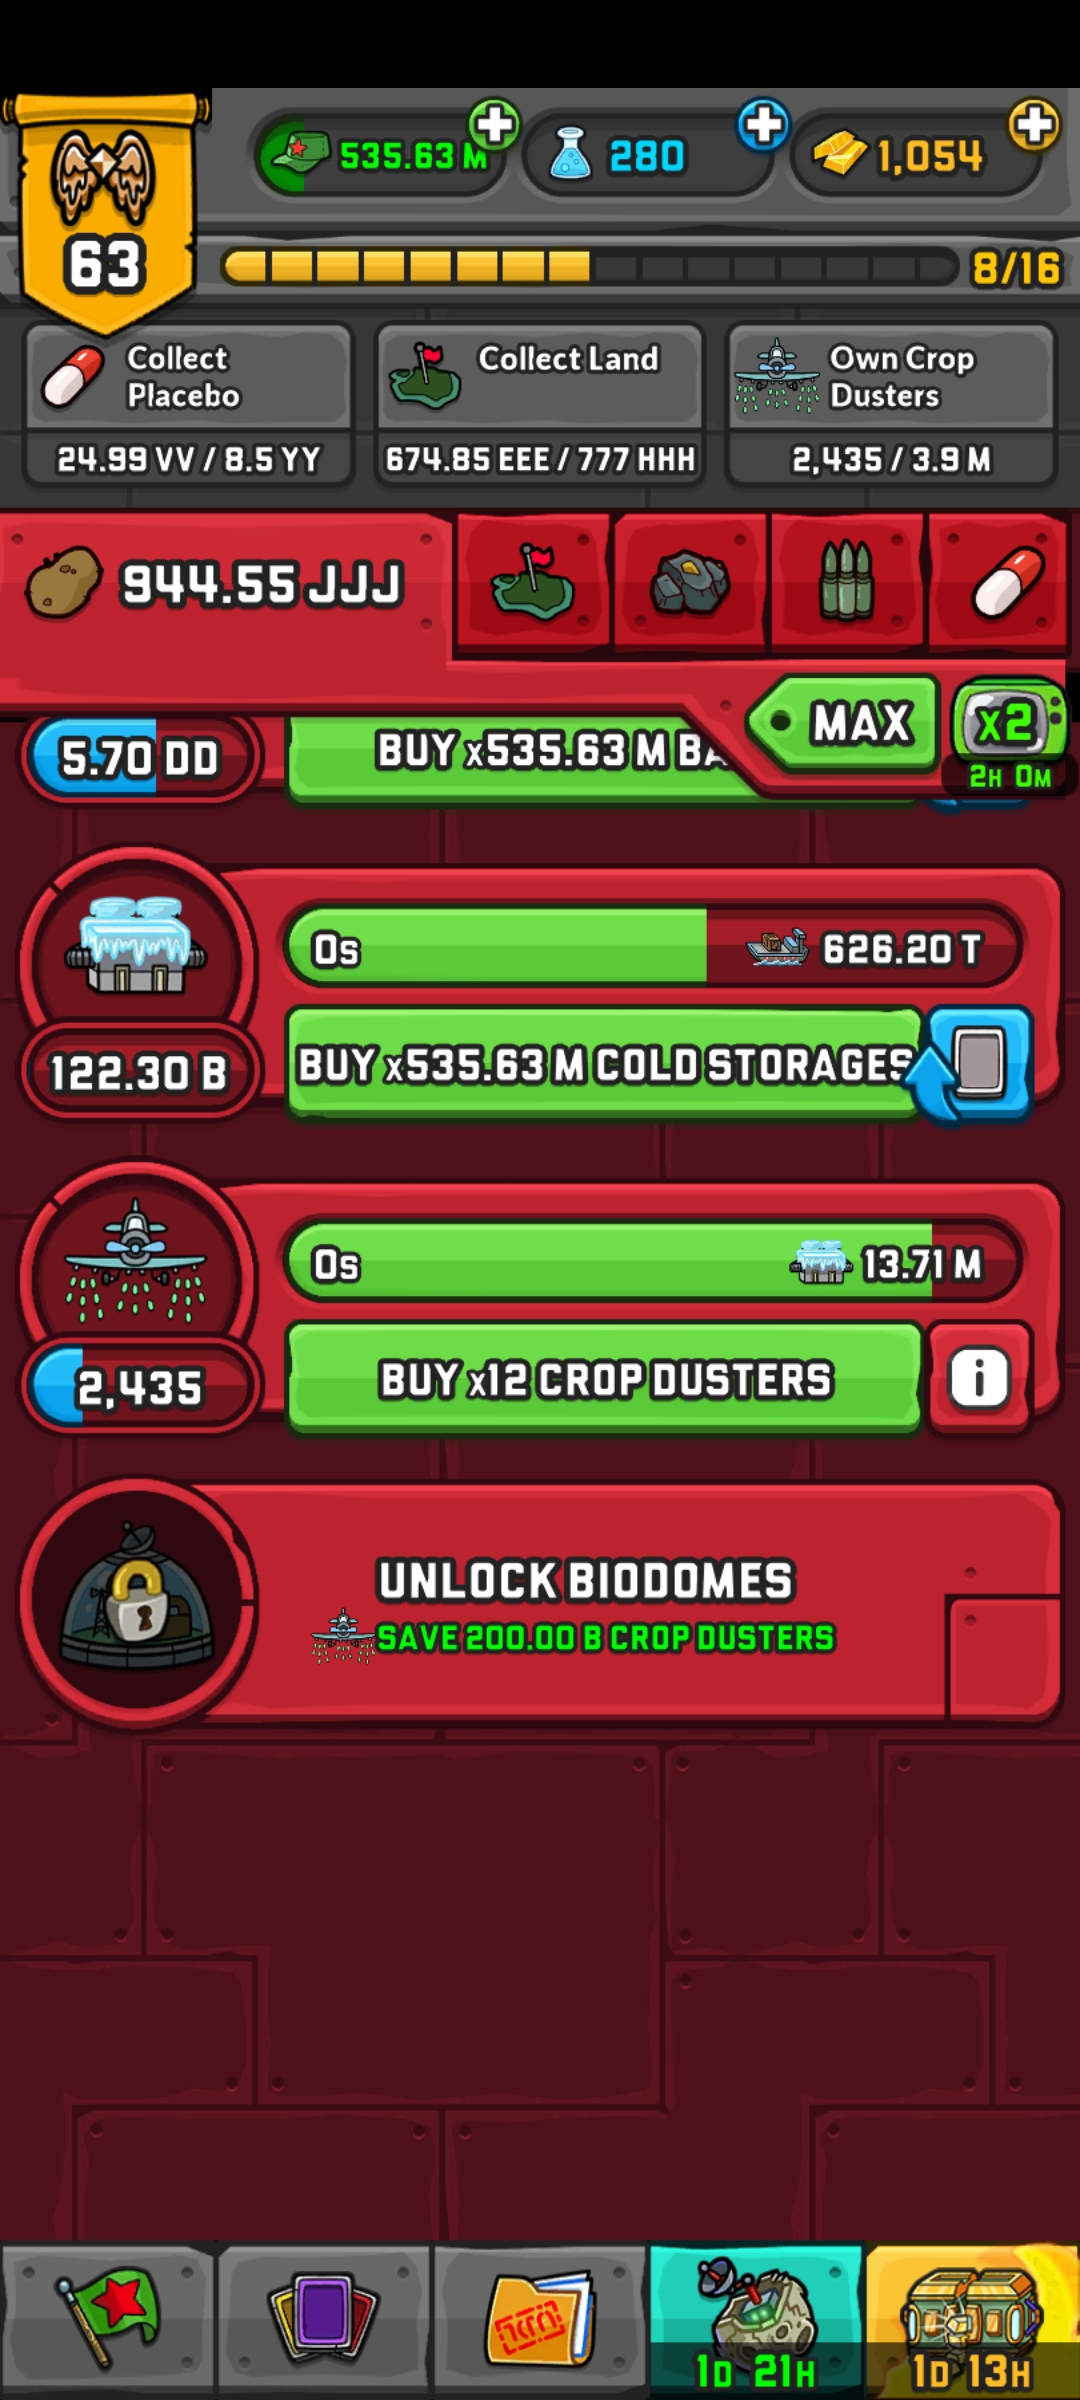 63
535.63 M
280
1,054
8/16
Collect
Placebo
24.99 VV / 8.5 YY
Collect Land
674.85 EEE / 777 HHH
Own Crop
Dusters
2,435 / 3.9 M
944.55 JJJ
MAX
x2
2H 0M
5.70 DD
BUY x535.63 M BA
0s
626.20 T
122.30 B
BUY x535.63 M COLD STORAGES
0s
13.71 M
2,435
BUY x12 CROP DUSTERS
i
UNLOCK BIODOMES
SAVE 200.00 B CROP DUSTERS
1D 21H
1D 13H